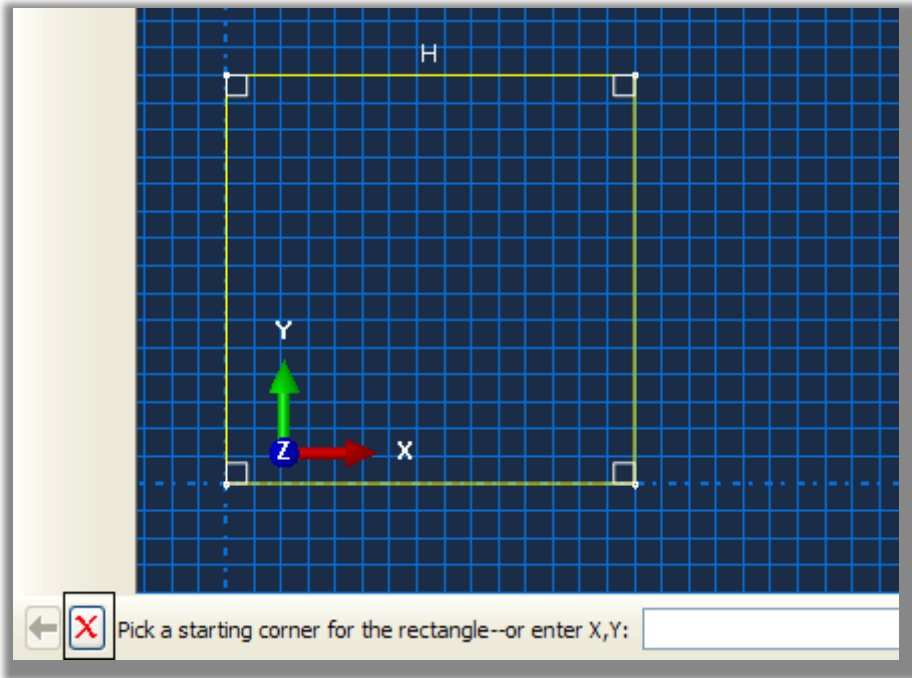 H
Y
Z
X
Pick a starting corner for the rectangle--or enter X,Y: